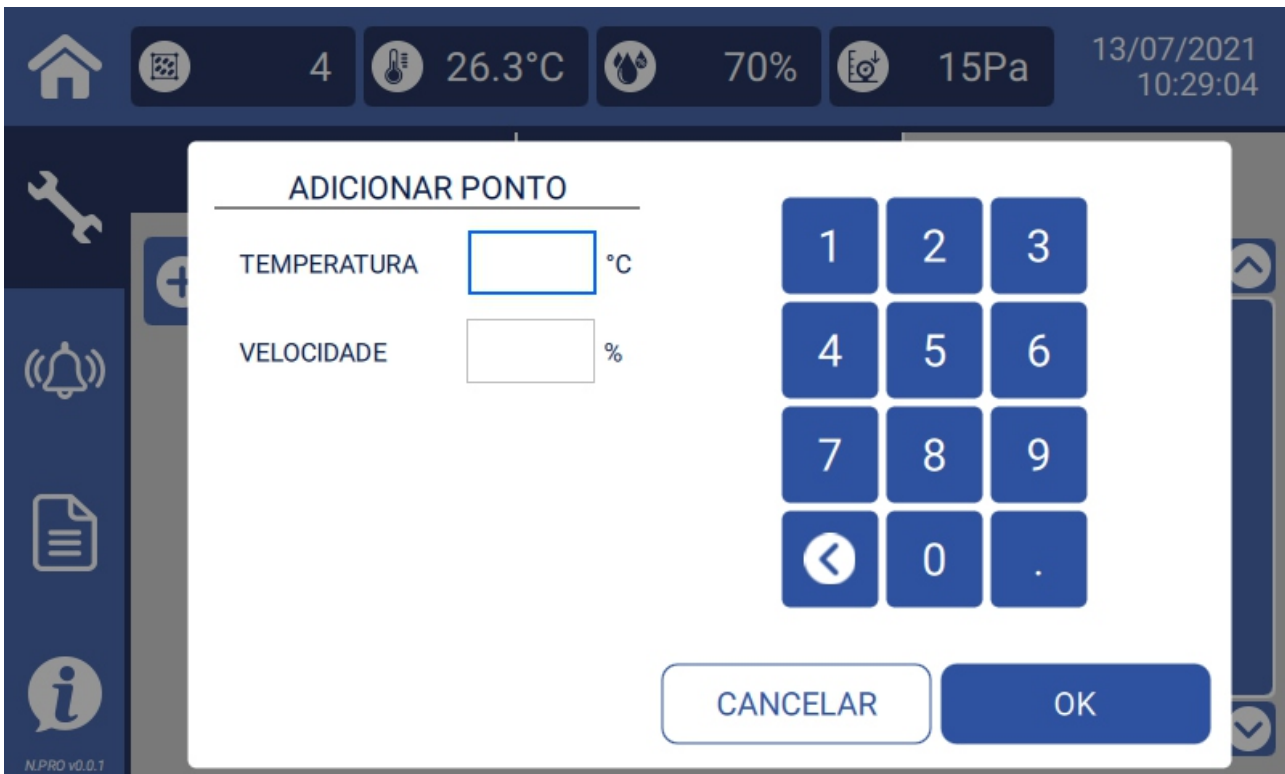 4
26.3°C
70%
15Pa
13/07/2021
10:29:04
ADICIONAR PONTO
TEMPERATURA
°C
VELOCIDADE
%
1 2 3
4 5 6
7 8 9
0 .
CANCELAR
OK
N.PRO v0.0.1